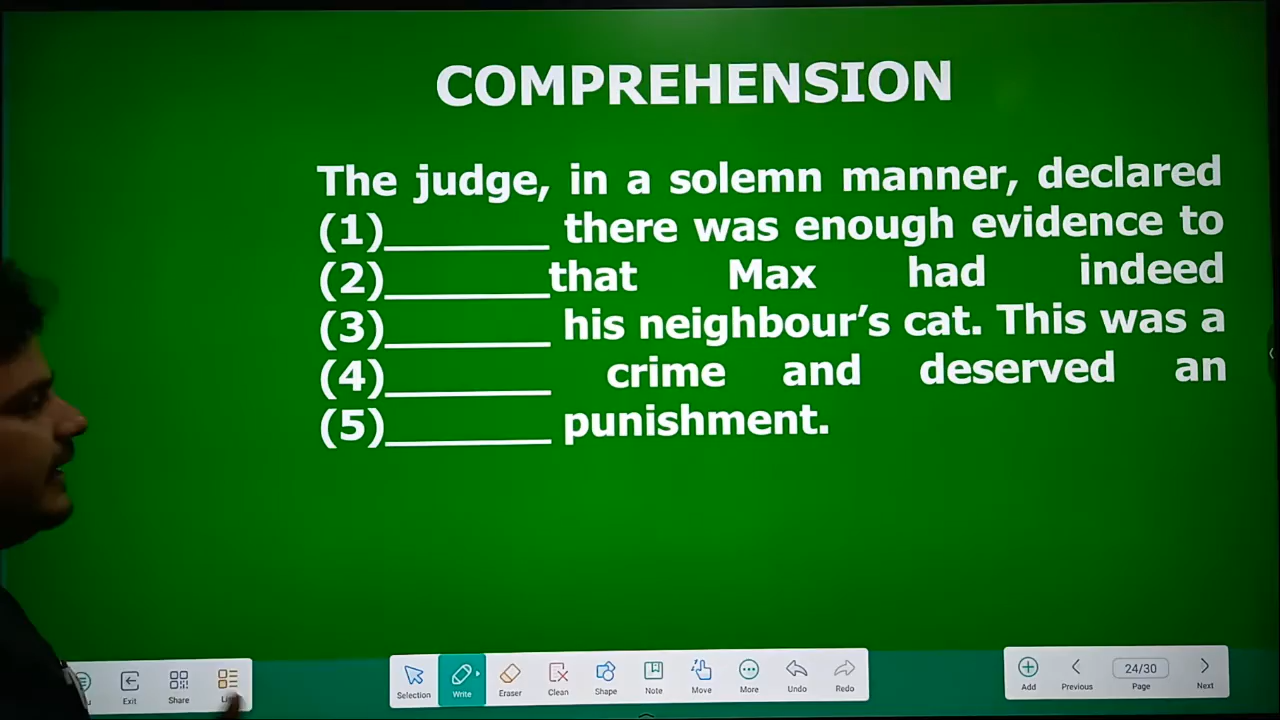 COMPREHENSION
The judge, in a solemn manner, declared
(1)________ there was enough evidence to
(2)________that Max had indeed
(3)________ his neighbour’s cat. This was a
(4)________ crime and deserved an
(5)________ punishment.
Exit Share
Selection Write Eraser Clean Shape Note Move More Undo Redo
24/30
Add Previous Page Next